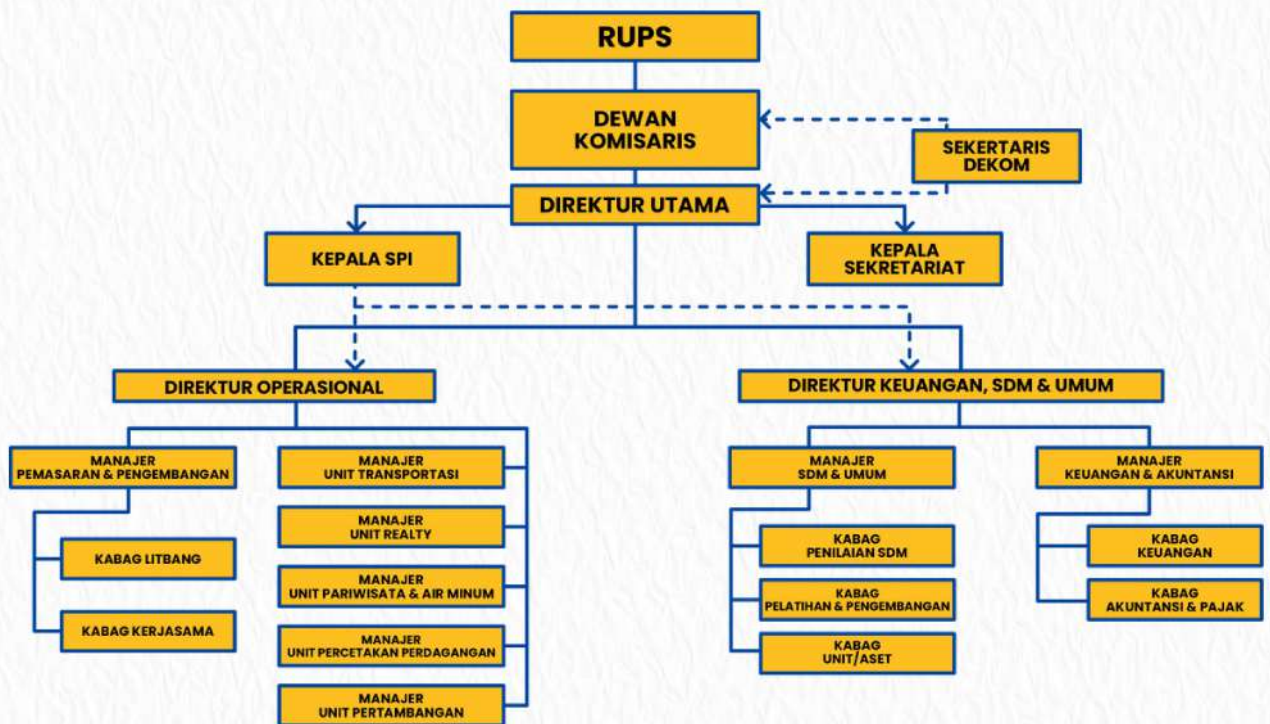 RUPS
DEWAN
KOMISARIS
SEKERTARIS
DEKOM
DIREKTUR UTAMA
KEPALA SPI
KEPALA
SEKRETARIAT
DIREKTUR OPERASIONAL
DIREKTUR KEUANGAN, SDM & UMUM
MANAJER
PEMASARAN & PENGEMBANGAN
KABAG LITBANG
KABAG KERJASAMA
MANAJER
UNIT TRANSPORTASI
MANAJER
UNIT REALTY
MANAJER
UNIT PARIWISATA & AIR MINUM
MANAJER
UNIT PERCETAKAN PERDAGANGAN
MANAJER
UNIT PERTAMBANGAN
MANAJER
SDM & UMUM
KABAG
PENILAIAN SDM
KABAG
PELATIHAN & PENGEMBANGAN
KABAG
UNIT/ASET
MANAJER
KEUANGAN & AKUNTANSI
KABAG
KEUANGAN
KABAG
AKUNTANSI & PAJAK